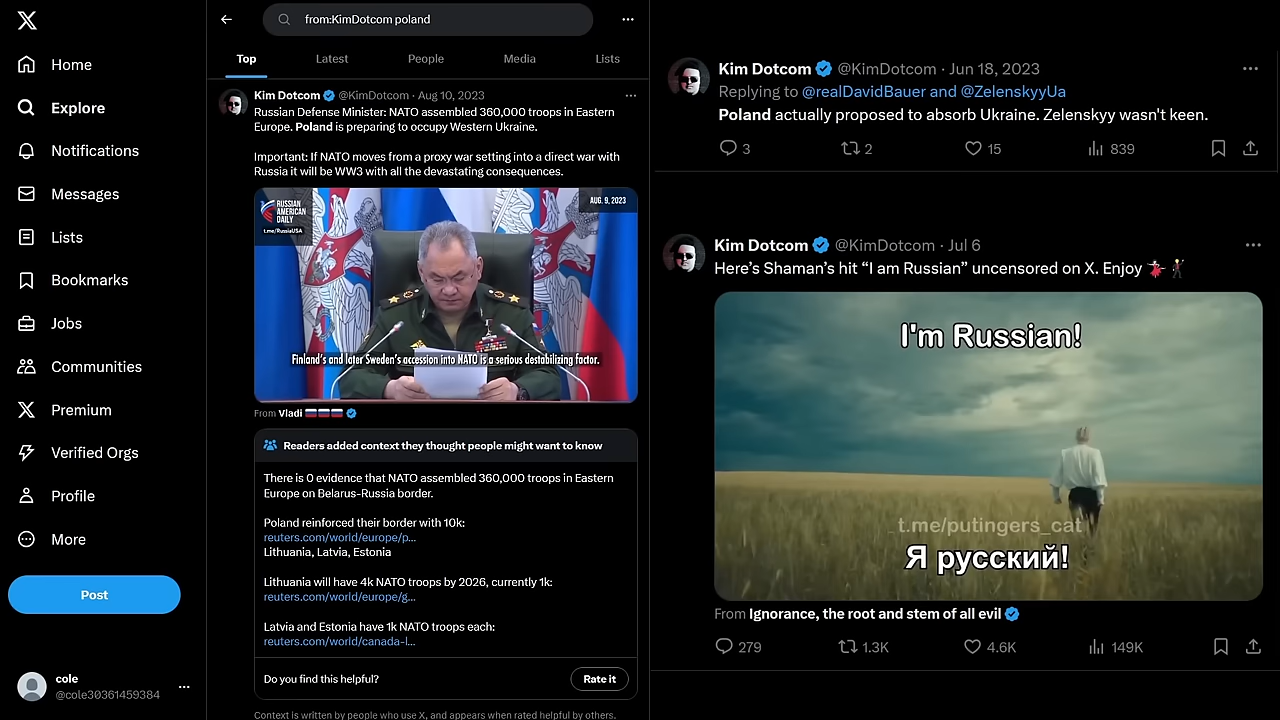 Home
Explore
Notifications
Messages
Lists
Bookmarks
Jobs
Communities
Premium
Verified Orgs
Profile
More
Post
cole
@cole30361459384
from:KimDotcom poland
Top
Latest
People
Media
Lists
Kim Dotcom @KimDotcom · Aug 10, 2023
Russian Defense Minister: NATO assembled 360,000 troops in Eastern
Europe. Poland is preparing to occupy Western Ukraine.
Important: If NATO moves from a proxy war setting into a direct war with
Russia it will be WW3 with all the devastating consequences.
RUSSIAN
AMERICAN
DAILY
t.me/RussiaUSA
AUG. 9, 2023
Finland's and later Sweden's accession into NATO is a serious destabilizing factor.
From Vladi
Readers added context they thought people might want to know
There is 0 evidence that NATO assembled 360,000 troops in Eastern
Europe on Belarus-Russia border.
Poland reinforced their border with 10k:
reuters.com/world/europe/p...
Lithuania, Latvia, Estonia
Lithuania will have 4k NATO troops by 2026, currently 1k:
reuters.com/world/europe/g...
Latvia and Estonia have 1k NATO troops each:
reuters.com/world/canada-l...
Do you find this helpful?
Rate it
Context is written by people who use X, and appears when rated helpful by others.
Kim Dotcom @KimDotcom · Jun 18, 2023
Replying to @realDavidBauer and @ZelenskyyUa
Poland actually proposed to absorb Ukraine. Zelenskyy wasn't keen.
3
2
15
839
Kim Dotcom @KimDotcom · Jul 6
Here's Shaman's hit “I am Russian” uncensored on X. Enjoy
I'm Russian!
t.me/putingers_cat
Я русский!
From Ignorance, the root and stem of all evil
279
1.3K
4.6K
149K